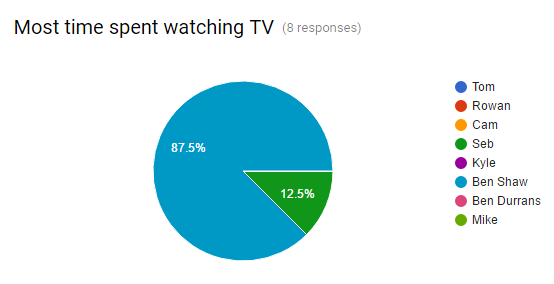 Most time spent watching TV (8 responses)
87.5%
12.5%
Tom
Rowan
Cam
Seb
Kyle
Ben Shaw
Ben Durrans
Mike